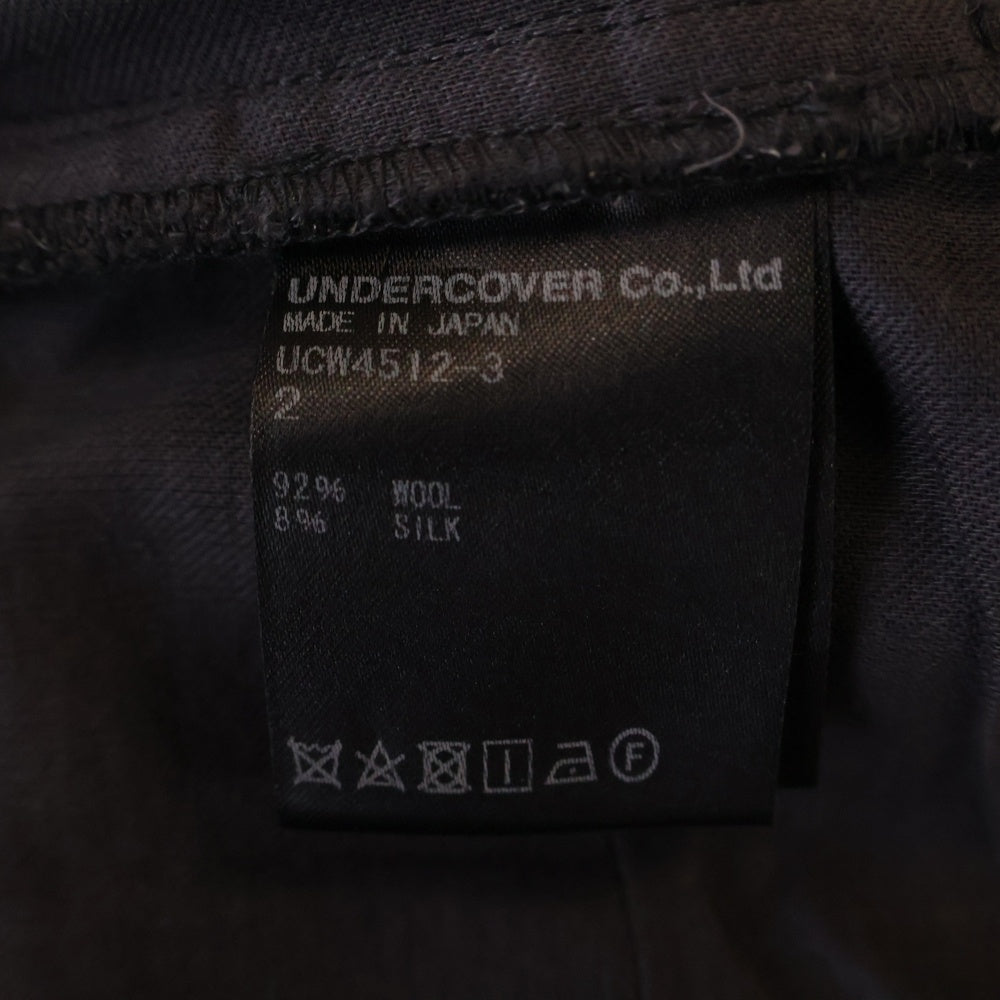 UNDERCOVER Co.,Ltd
MADE IN JAPAN
UCW4512-3
2
92% WOOL
8% SILK
F